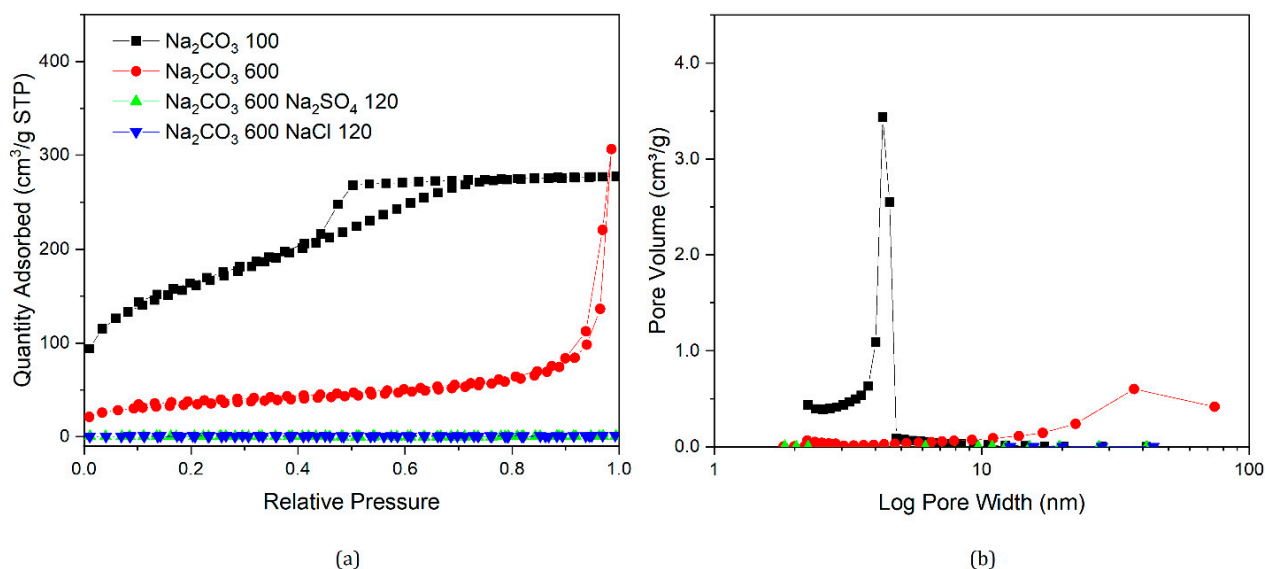 Na₂CO₃ 100
Na₂CO₃ 600
Na₂CO₃ 600 Na₂SO₄ 120
Na₂CO₃ 600 NaCl 120
Quantity Adsorbed (cm³/g STP)
400
300
200
100
0
0.0 0.2 0.4 0.6 0.8 1.0
Relative Pressure
(a)
Pore Volume (cm³/g)
4.0
3.0
2.0
1.0
0.0
1 10 100
Log Pore Width (nm)
(b)